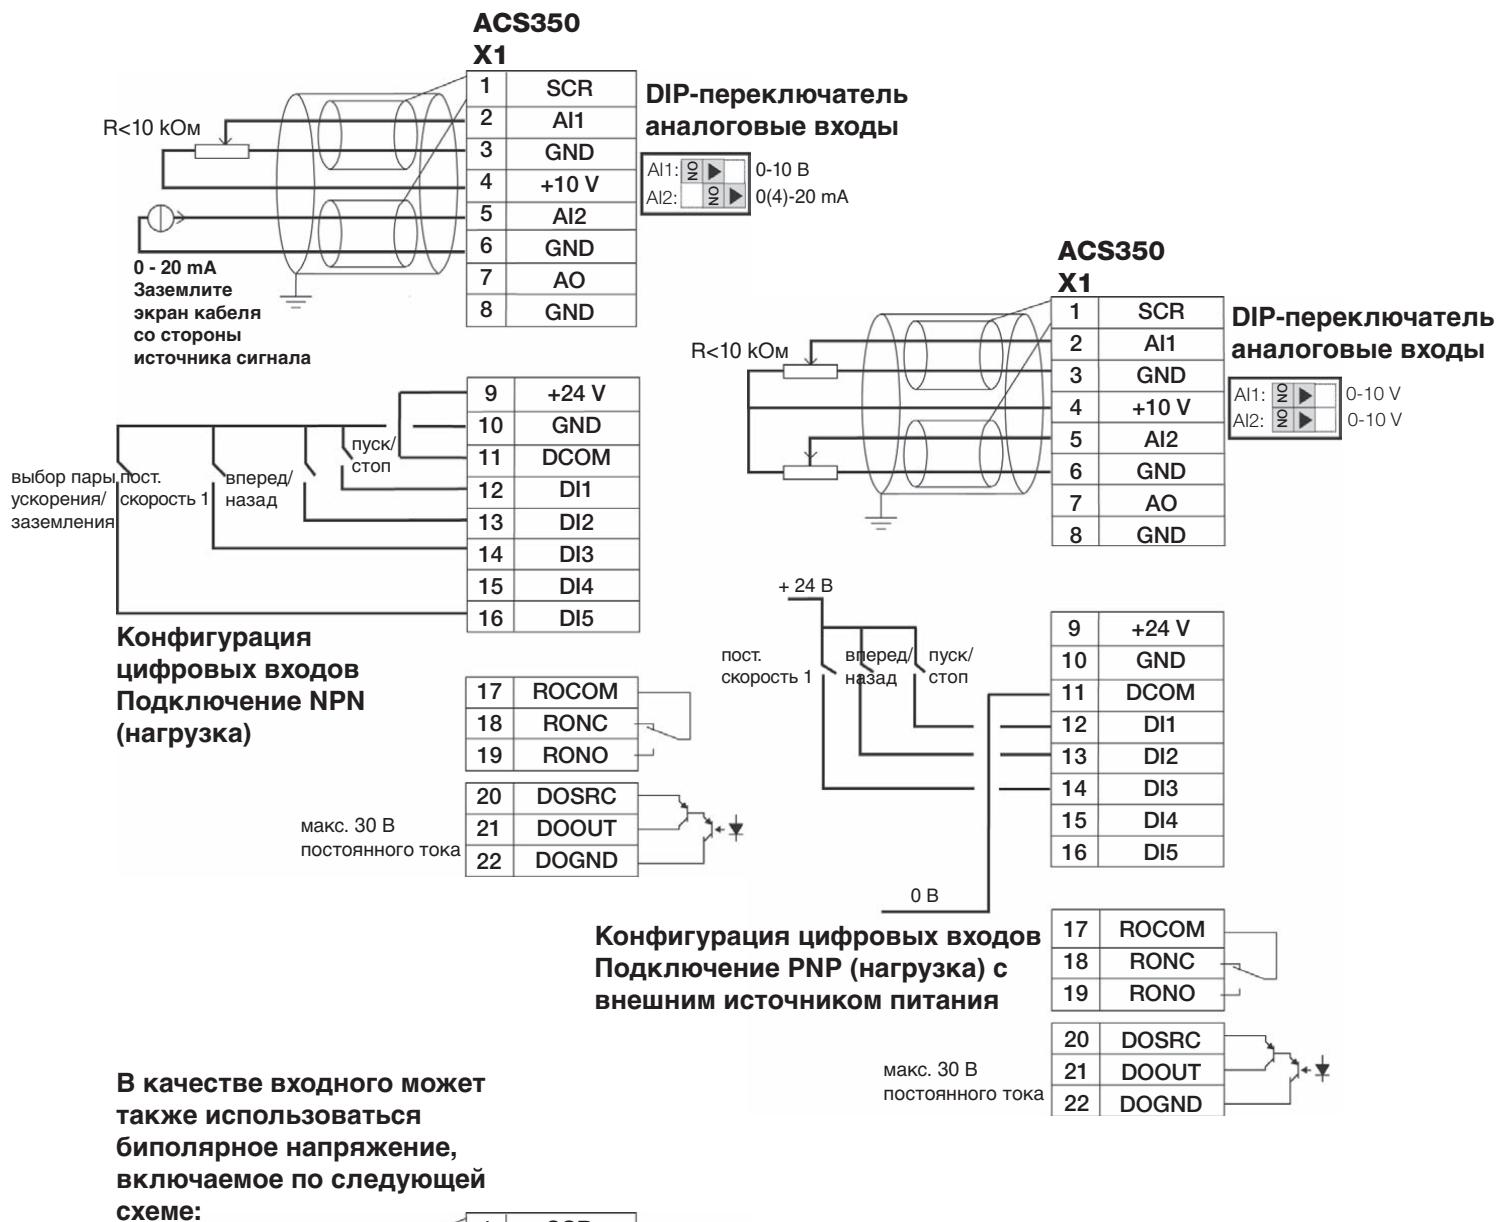 ACS350
X1
1 SCR
2 AI1
3 GND
4 +10 V
5 AI2
6 GND
7 AO
8 GND
R<10 kОм
0 - 20 mA
Заземлите
экран кабеля
со стороны
источника сигнала
DIP-переключатель
аналоговые входы
AI1: ON 0-10 В
AI2: ON 0(4)-20 mA
9 +24 V
10 GND
11 DCOM
12 DI1
13 DI2
14 DI3
15 DI4
16 DI5
выбор пары
ускорения/
заземления
пост.
скорость 1
вперед/
назад
пуск/
стоп
Конфигурация
цифровых входов
Подключение NPN
(нагрузка)
17 ROCOM
18 RONC
19 RONO
20 DOSRC
21 DOOUT
22 DOGND
макс. 30 В
постоянного тока
ACS350
X1
1 SCR
2 AI1
3 GND
4 +10 V
5 AI2
6 GND
7 AO
8 GND
R<10 kОм
DIP-переключатель
аналоговые входы
AI1: ON 0-10 V
AI2: ON 0-10 V
+ 24 В
пост.
скорость 1
вперед/
назад
пуск/
стоп
9 +24 V
10 GND
11 DCOM
12 DI1
13 DI2
14 DI3
15 DI4
16 DI5
0 В
Конфигурация цифровых входов
Подключение PNP (нагрузка) с
внешним источником питания
17 ROCOM
18 RONC
19 RONO
20 DOSRC
21 DOOUT
22 DOGND
макс. 30 В
постоянного тока
В качестве входного может
также использоваться
биполярное напряжение,
включаемое по следующей
схеме: